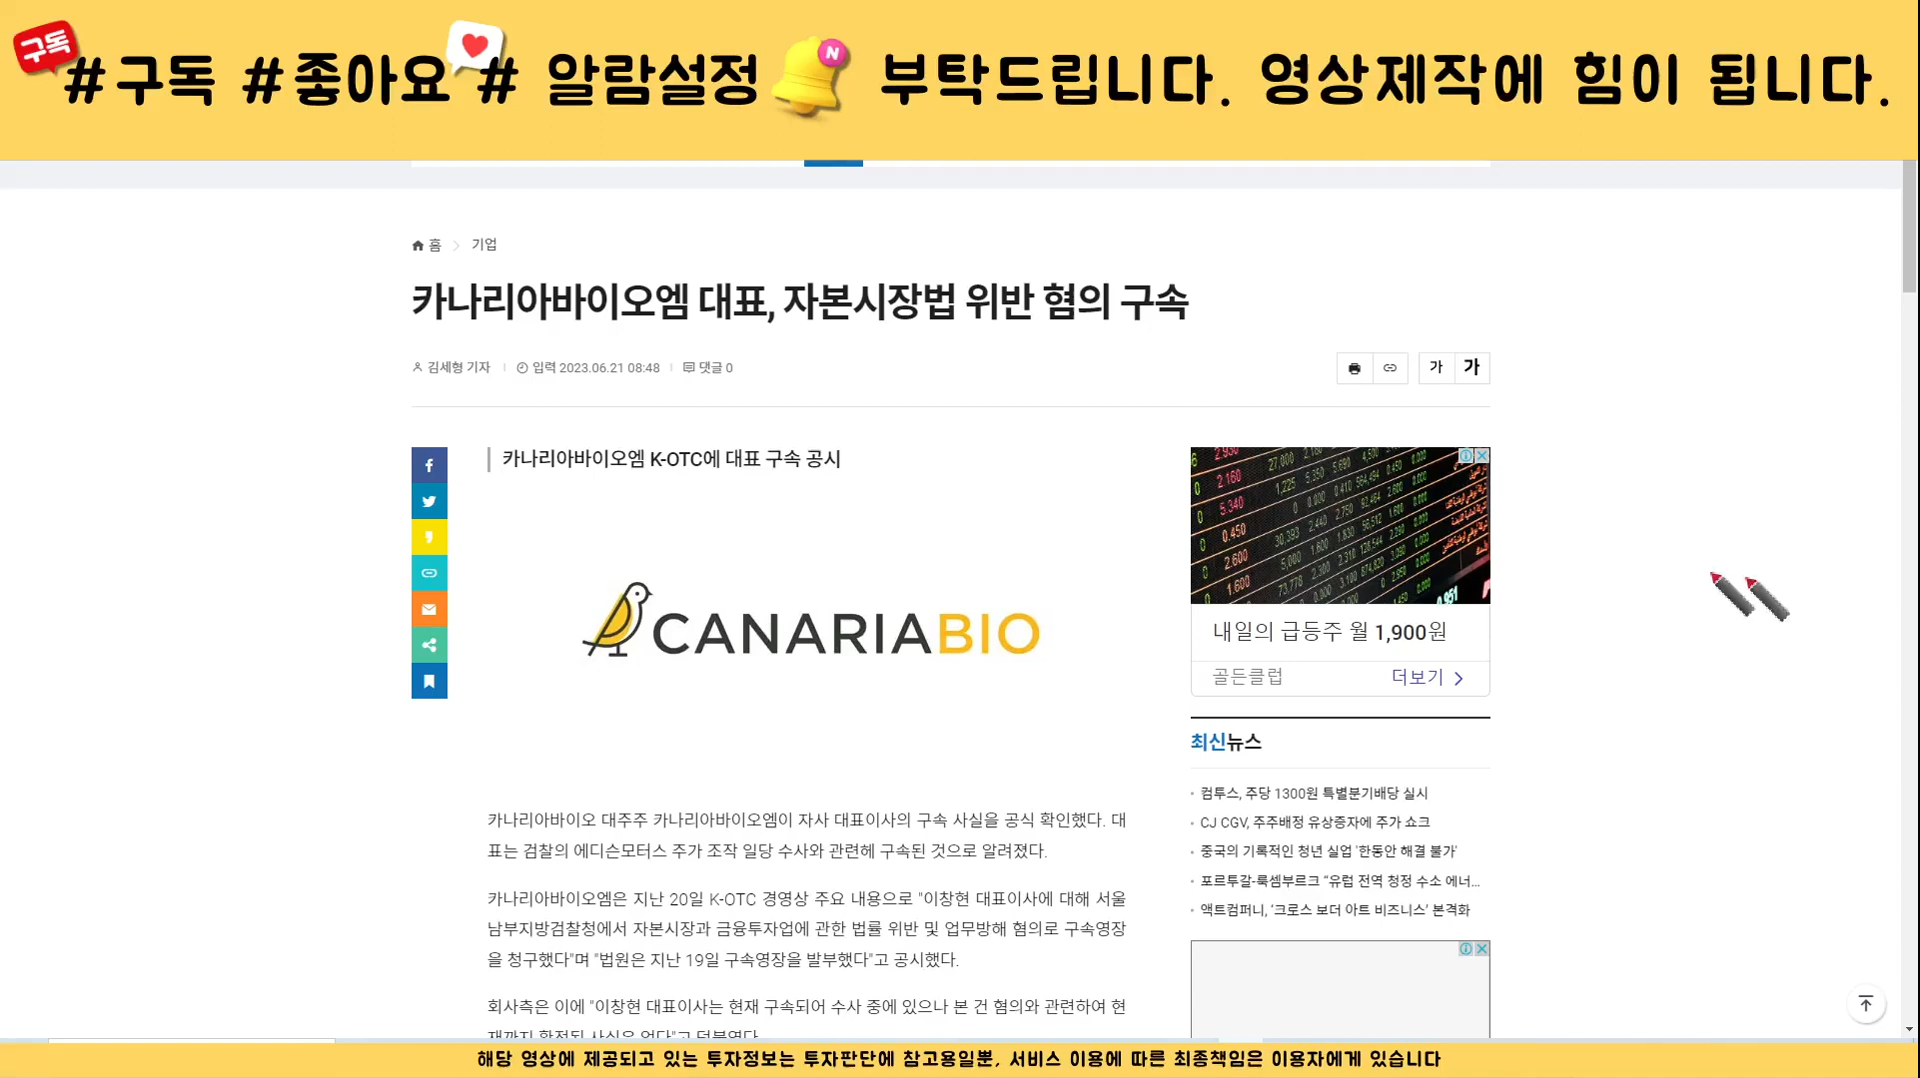 구독
#구독 #좋아요 # 알람설정 N 부탁드립니다. 영상제작에 힘이 됩니다.
홈 > 기업
카나리아바이오엠 대표, 자본시장법 위반 혐의 구속
김세형 기자 | 입력 2023.06.21 08:48 | 댓글 0
가 가
카나리아바이오엠 K-OTC에 대표 구속 공시
CANARIABIO
카나리아바이오 대주주 카나리아바이오엠이 자사 대표이사의 구속 사실을 공식 확인했다. 대
표는 검찰의 에디슨모터스 주가 조작 일당 수사와 관련헤 구속된 것으로 알려졌다.
카나리아바이오엠은 지난 20일 K-OTC 경영상 주요 내용으로 "이창현 대표이사에 대해 서울
남부지방검찰청에서 자본시장과 금융투자업에 관한 법률 위반 및 업무방해 혐의로 구속영장
을 청구했다"며 "법원은 지난 19일 구속영장을 발부했다"고 공시했다.
회사측은 이에 "이창현 대표이사는 현재 구속되어 수사 중에 있으나 본 건 혐의와 관련하여 현
재까지 확정된 사실은 없다"고 덧붙였다
내일의 급등주 월 1,900원
골든클럽 더보기 >
최신뉴스
컴투스, 주당 1300원 특별분기배당 실시
CJ CGV, 주주배정 유상증자에 주가 쇼크
중국의 기록적인 청년 실업 '한동안 해결 불가'
포르투갈-룩셈부르크 “유럽 전역 청정 수소 에너...
액트컴퍼니, ‘크로스 보더 아트 비즈니스’ 본격화
해당 영상에 제공되고 있는 투자정보는 투자판단에 참고용일뿐, 서비스 이용에 따른 최종책임은 이용자에게 있습니다